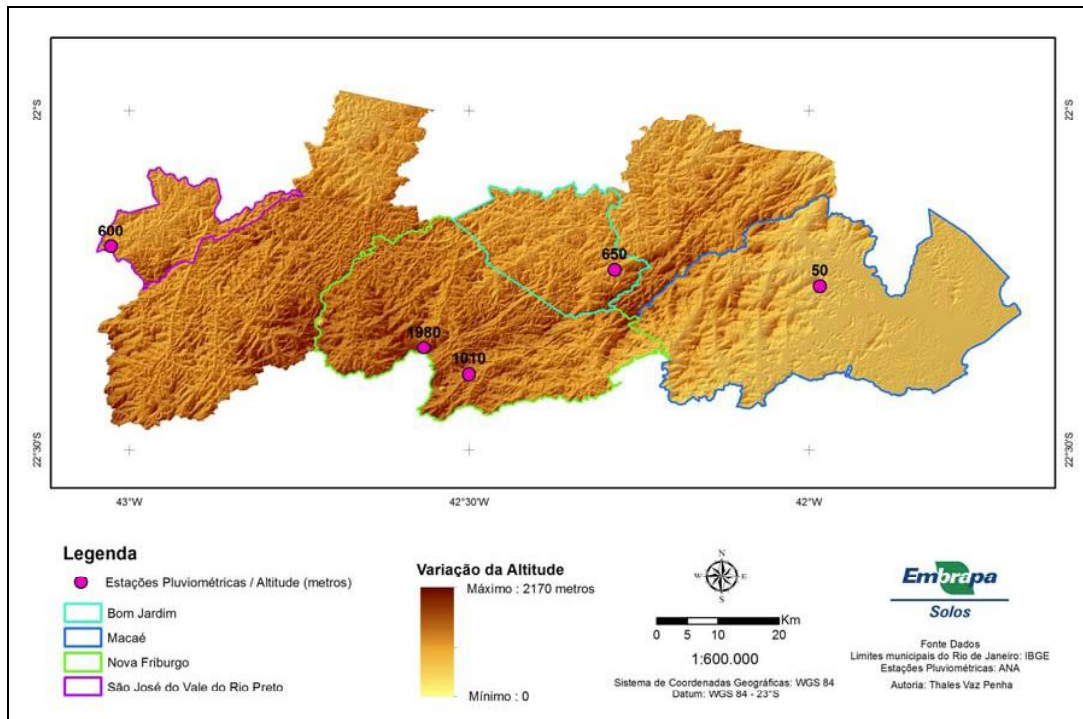 22°S
22°S
600
650
50
1980
1010
22°30'S
22°30'S
43°W
42°30'W
42°W
Legenda
Estações Pluviométricas / Altitude (metros)
Bom Jardim
Macaé
Nova Friburgo
São José do Vale do Rio Preto
Variação da Altitude
Máximo : 2170 metros
Mínimo : 0
N
W E
S
Km
0 5 10 20
1:600.000
Sistema de Coordenadas Geográficas: WGS 84
Datum: WGS 84 - 23°S
Embrapa
Solos
Fonte Dados
Limites municipais do Rio de Janeiro: IBGE
Estações Pluviométricas: ANA
Autoria: Thales Vaz Penha